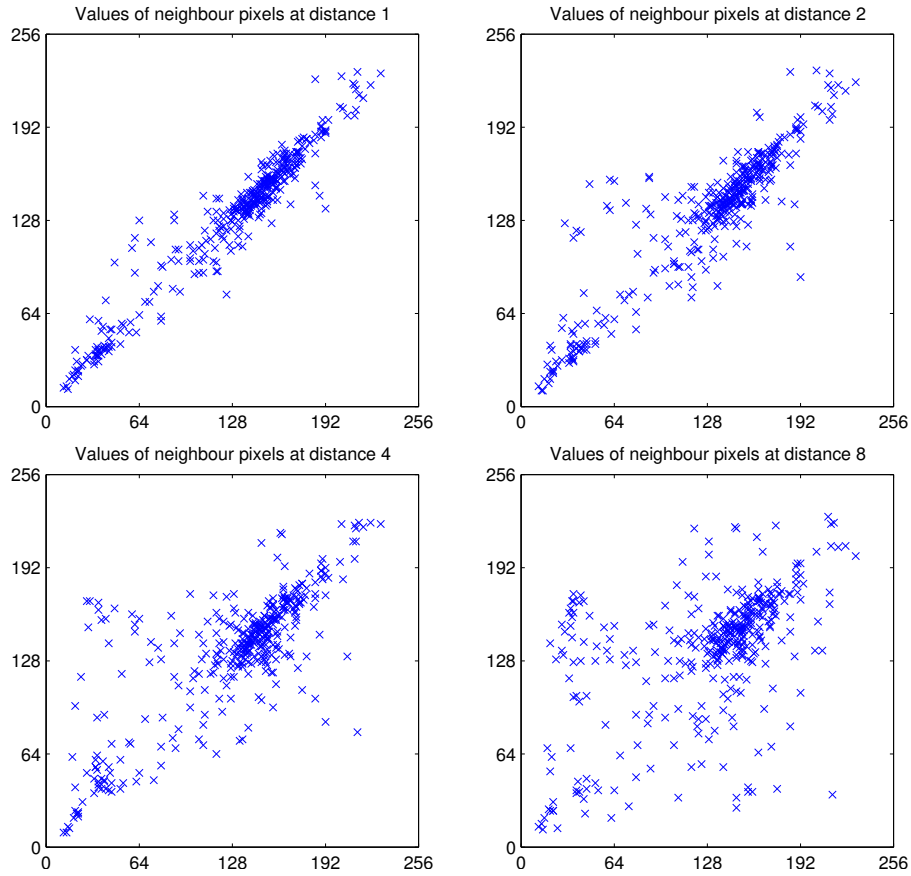 Values of neighbour pixels at distance 1
256
192
128
64
0
0 64 128 192 256
Values of neighbour pixels at distance 2
256
192
128
64
0
0 64 128 192 256
Values of neighbour pixels at distance 4
256
192
128
64
0
0 64 128 192 256
Values of neighbour pixels at distance 8
256
192
128
64
0
0 64 128 192 256